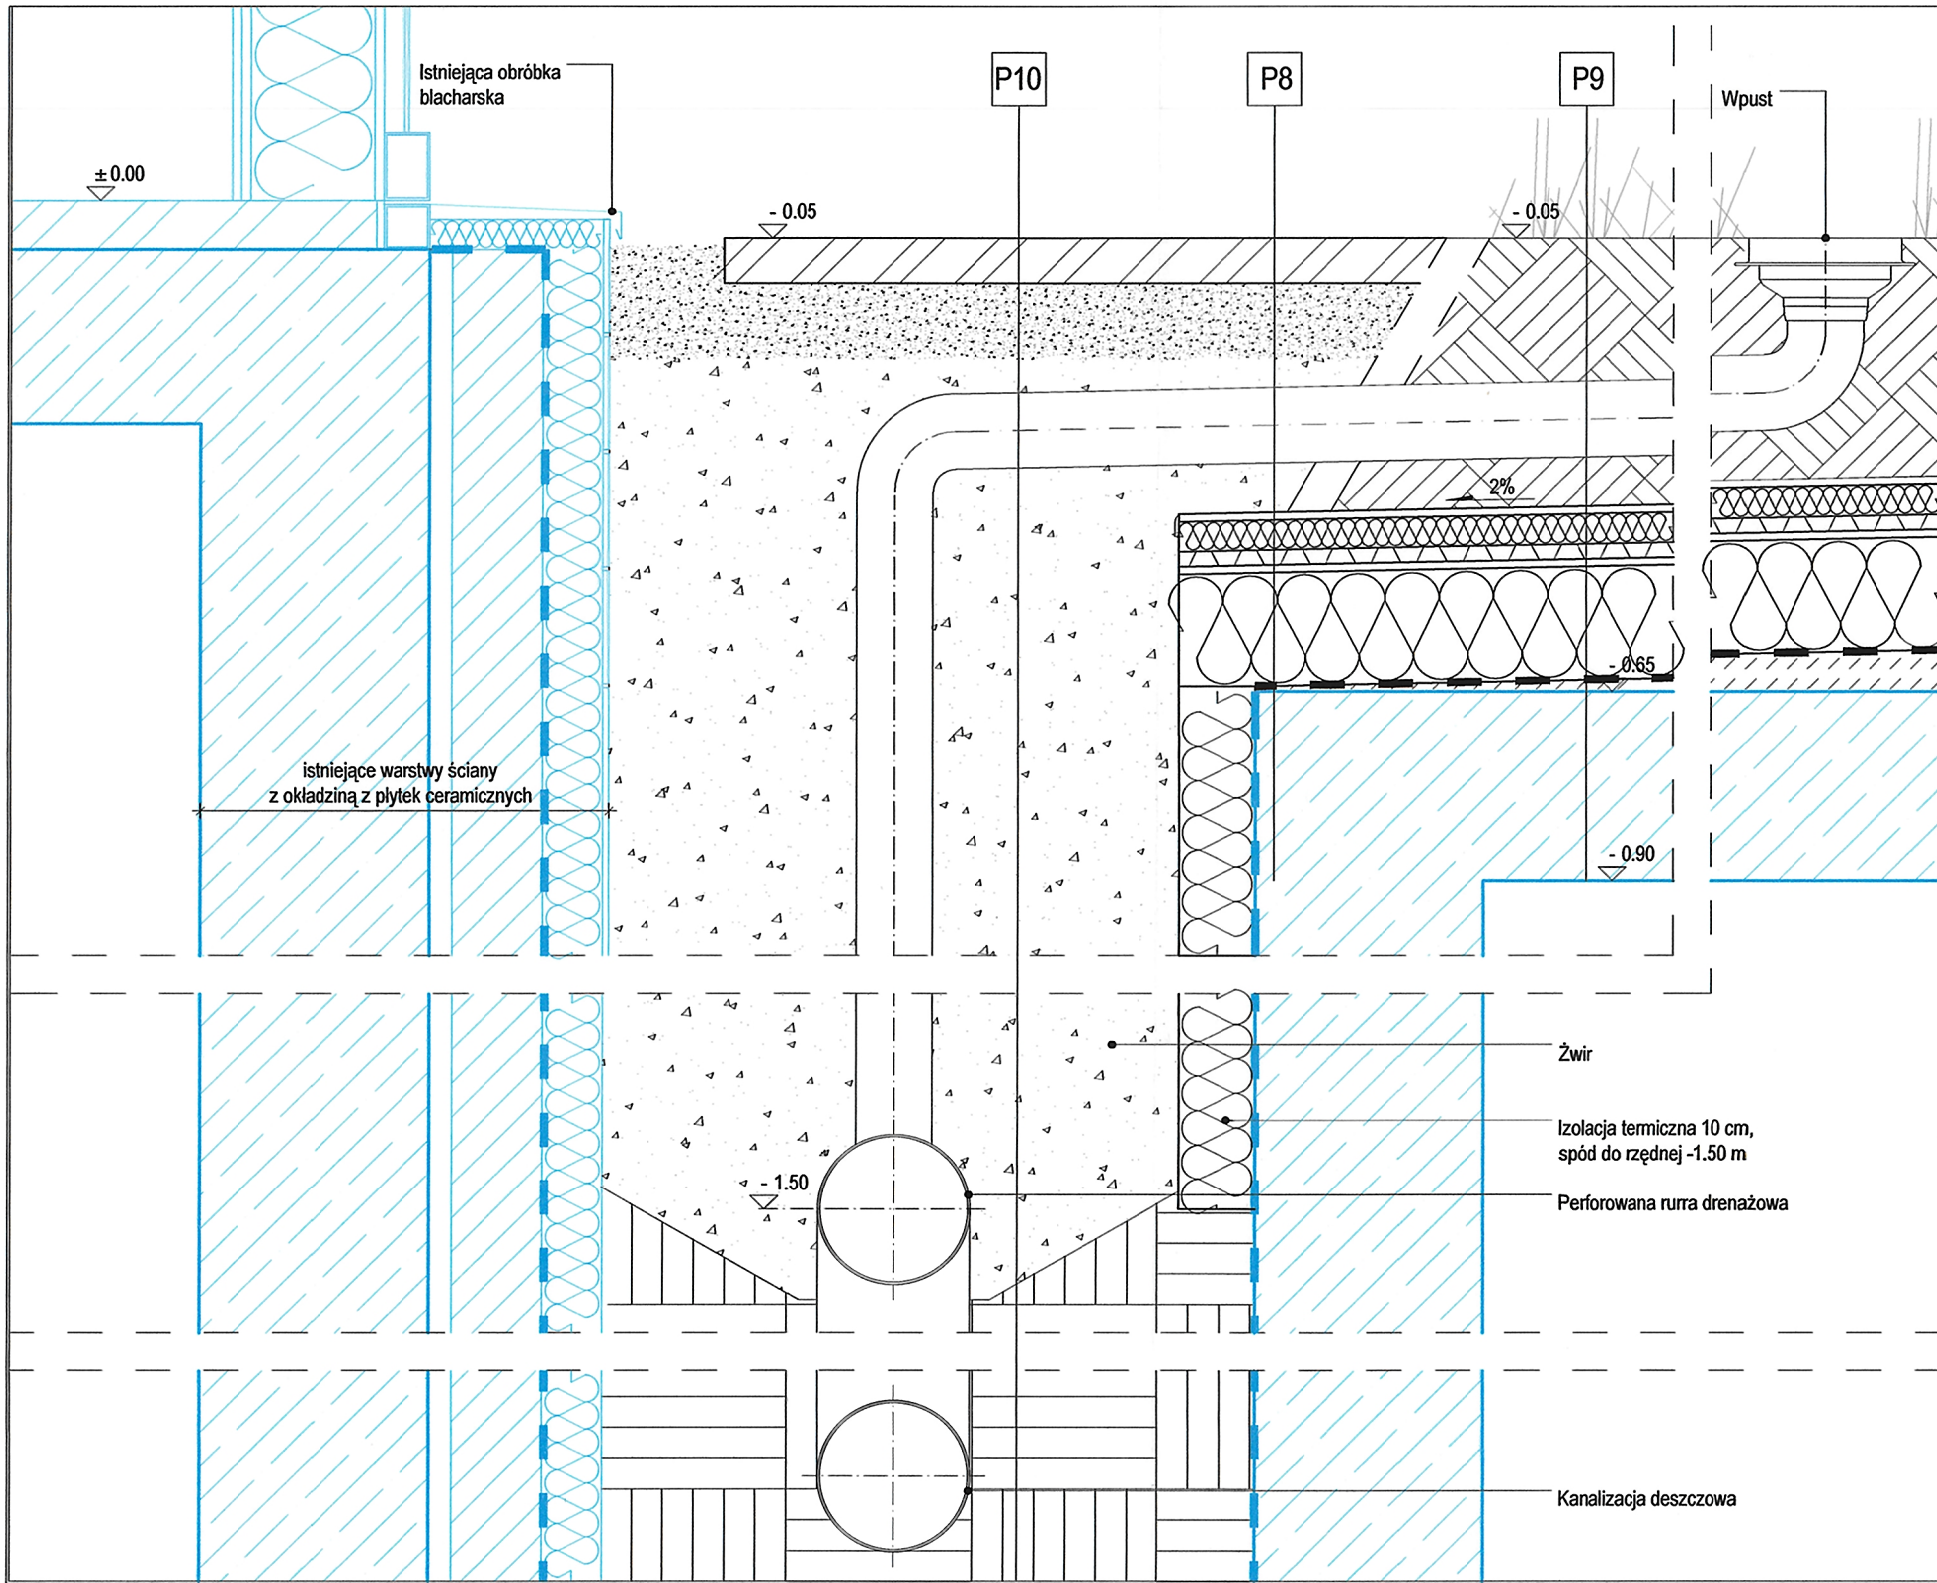 Istniejąca obróbka
blacharska
P10
P8
P9
Wpust
± 0.00
- 0.05
- 0.05
2%
- 0.65
istniejące warstwy ściany
z okładziną z płytek ceramicznych
- 0.90
Żwir
Izolacja termiczna 10 cm,
spód do rzędnej -1.50 m
- 1.50
Perforowana rurra drenażowa
Kanalizacja deszczowa